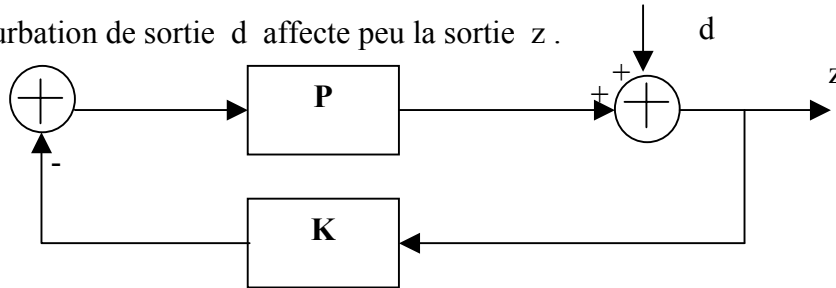 urbation de sortie d affecte peu la sortie z .
d
z
+
+
P
-
K